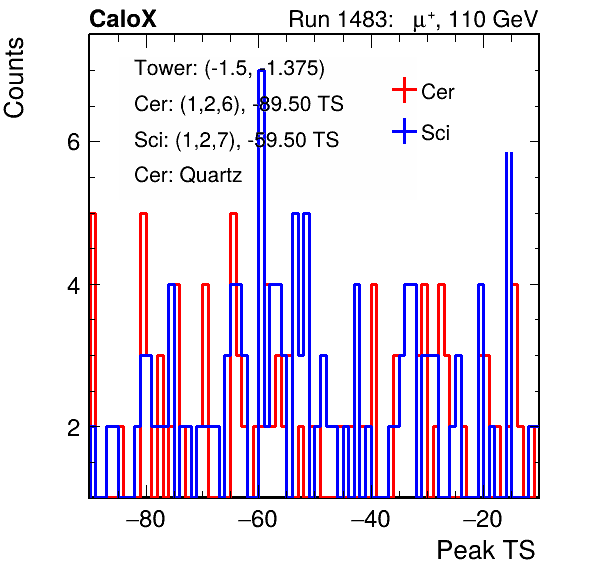 CaloX Run 1483: μ⁺, 110 GeV
Counts
Tower: (-1.5, -1.375)
Cer: (1,2,6), -89.50 TS
Sci: (1,2,7), -59.50 TS
Cer: Quartz
Cer
Sci
6
4
2
−80 −60 −40 −20
Peak TS